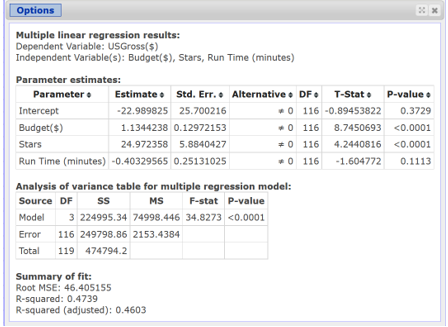 Options
Multiple linear regression results:
Dependent Variable: USGross($)
Independent Variable(s): Budget($), Stars, Run Time (minutes)
Parameter estimates:
Parameter Estimate Std. Err. Alternative DF T-Stat P-value
Intercept -22.989825 25.700216 ≠ 0 116 -0.89453822 0.3729
Budget($) 1.1344238 0.12972153 ≠ 0 116 8.7450693 <0.0001
Stars 24.972358 5.8840427 ≠ 0 116 4.2440816 <0.0001
Run Time (minutes) -0.40329565 0.25131025 ≠ 0 116 -1.604772 0.1113
Analysis of variance table for multiple regression model:
Source DF SS MS F-stat P-value
Model 3 224995.34 74998.446 34.8273 <0.0001
Error 116 249798.86 2153.4384
Total 119 474794.2
Summary of fit:
Root MSE: 46.405155
R-squared: 0.4739
R-squared (adjusted): 0.4603